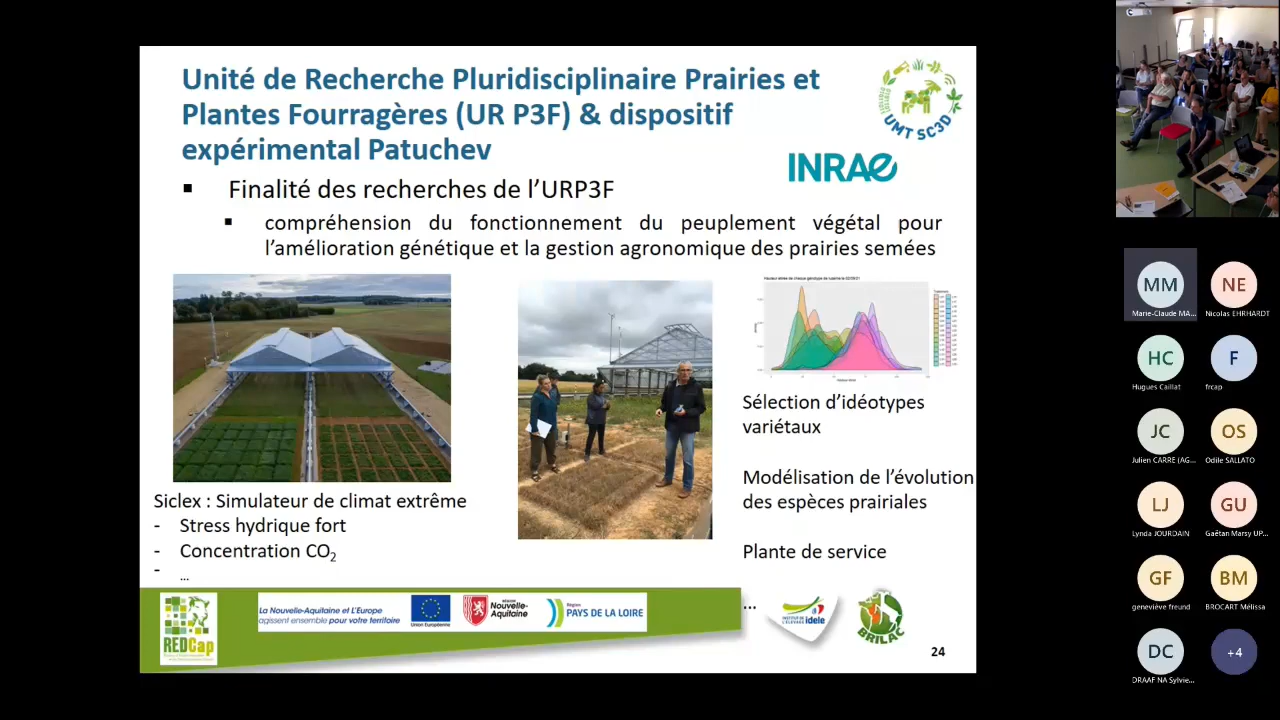 Unité de Recherche Pluridisciplinaire Prairies et
Plantes Fourragères (UR P3F) & dispositif
expérimental Patuchev
UMT SC3D
INRAE
Finalité des recherches de l'URP3F
compréhension du fonctionnement du peuplement végétal pour
l'amélioration génétique et la gestion agronomique des prairies semées
Siclex : Simulateur de climat extrême
- Stress hydrique fort
- Concentration CO₂
- ...
Sélection d'idéotypes
variétaux
Modélisation de l'évolution
des espèces prairiales
Plante de service
...
REDCap
La Nouvelle-Aquitaine et L'Europe
agissent ensemble pour votre territoire
Union Européenne
RÉGION
Nouvelle-
Aquitaine
Région
PAYS DE LA LOIRE
INSTITUT DE
L'ELEVAGE idele
BRILAC
24
MM
Marie-Claude MA...
NE
Nicolas EHRHARDT
HC
Hugues Caillat
F
frcap
JC
Julien CARRE (AG...
OS
Odile SALLATO
LJ
Lynda JOURDAIN
GU
Gaëtan Marsy UP...
GF
geneviève freund
BM
BROCART Mélissa
DC
DRAAF NA Sylvie...
+4